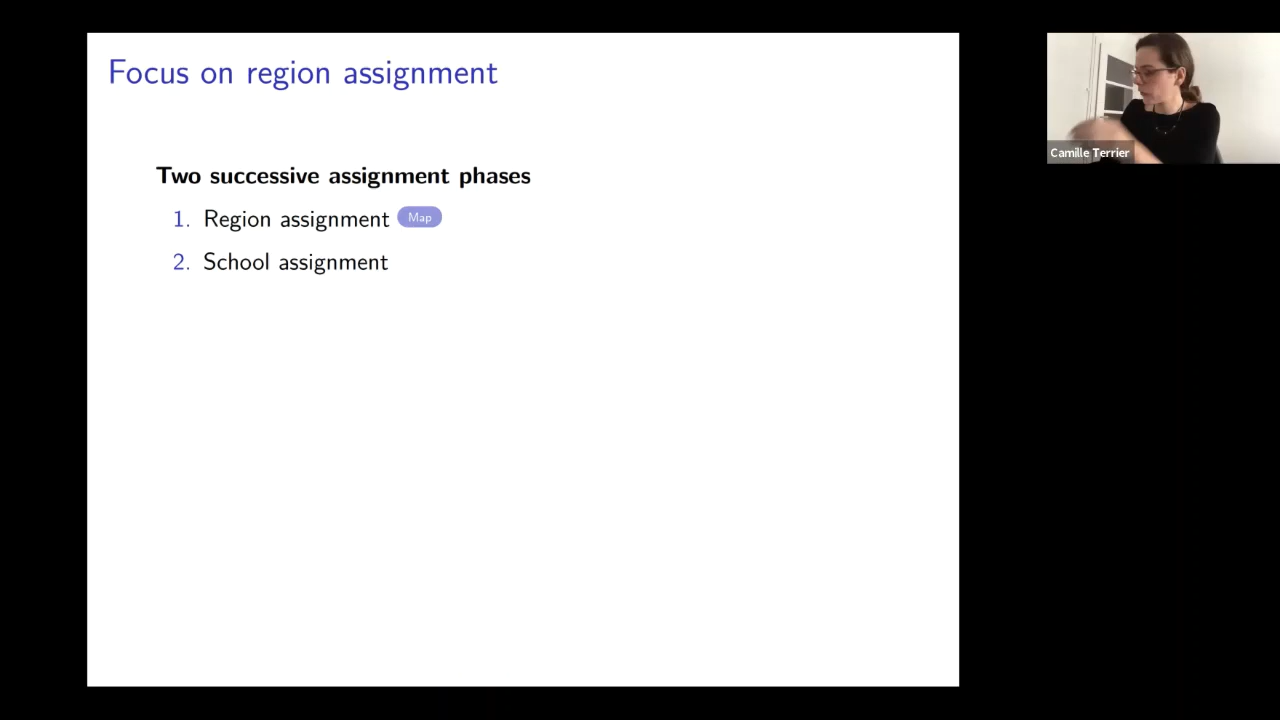 Focus on region assignment
Two successive assignment phases
1. Region assignment Map
2. School assignment
Camille Terrier